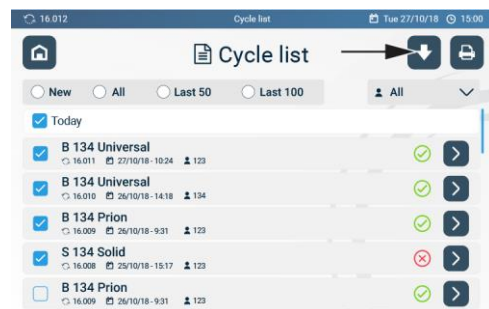 16.012 Cycle list Tue 27/10/18 15:00
Cycle list
New All Last 50 Last 100 All
Today
B 134 Universal
16.011 27/10/18-10:24 123
B 134 Universal
16.010 26/10/18-14:18 134
B 134 Prion
16.009 26/10/18-9:31 123
S 134 Solid
16.008 25/10/18-15:17 123
B 134 Prion
16.009 26/10/18-9:31 123